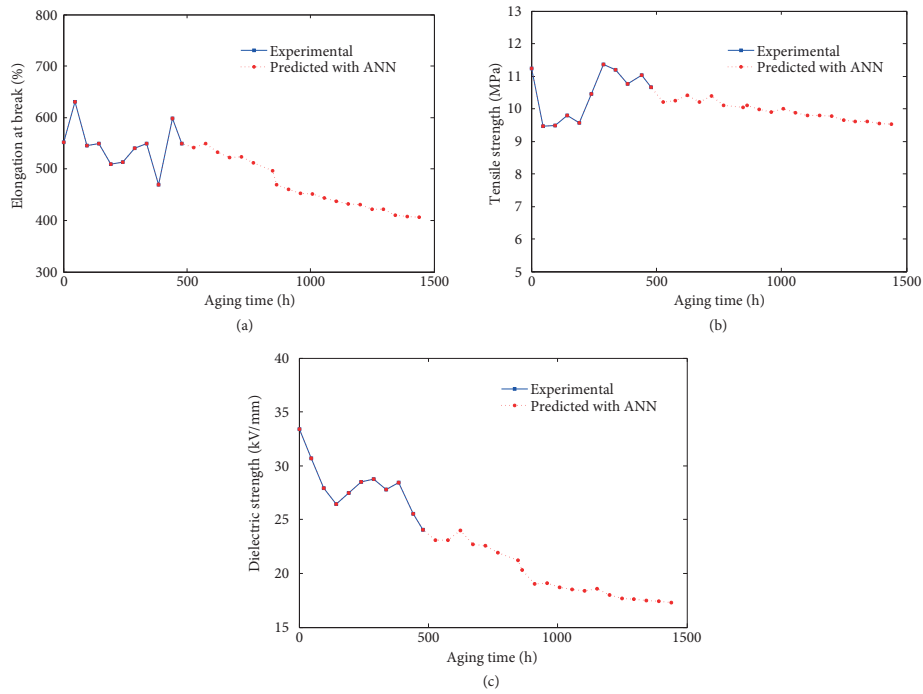 800
700
600
500
400
300
Elongation at break (%)
Experimental
Predicted with ANN
0
500
1000
1500
Aging time (h)
(a)
13
12
11
10
9
8
7
6
5
Tensile strength (MPa)
Experimental
Predicted with ANN
0
500
1000
1500
Aging time (h)
(b)
40
35
30
25
20
15
Dielectric strength (kV/mm)
Experimental
Predicted with ANN
0
500
1000
1500
Aging time (h)
(c)